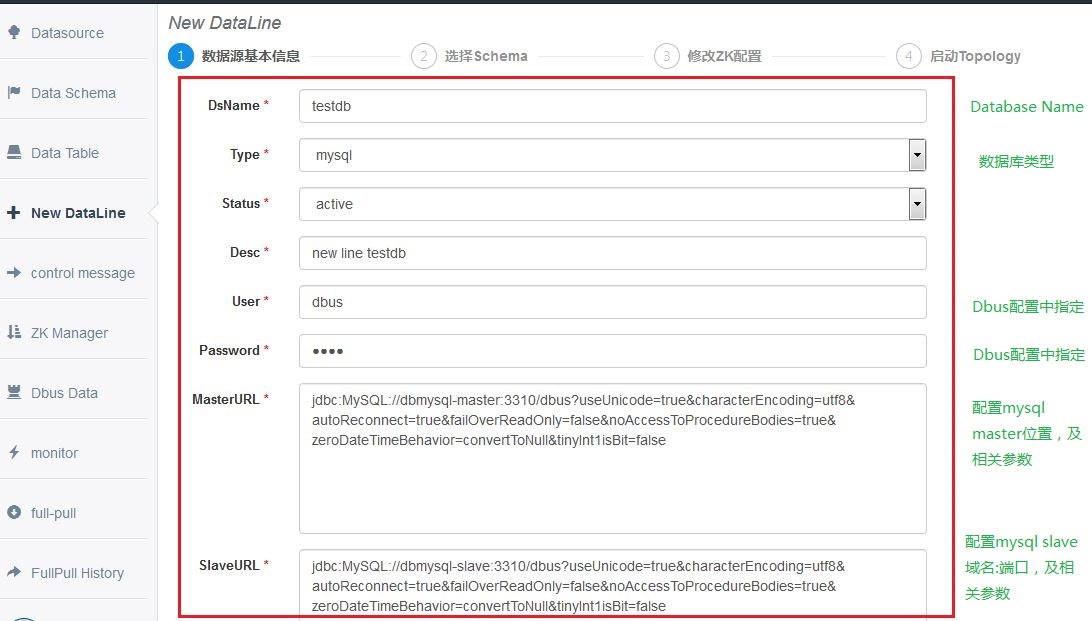 Datasource
Data Schema
Data Table
New DataLine
control message
ZK Manager
Dbus Data
monitor
full-pull
FullPull History
New DataLine
1 数据源基本信息
2 选择Schema
3 修改ZK配置
4 启动Topology
DsName * testdb
Database Name
Type * mysql
数据库类型
Status * active
Desc * new line testdb
User * dbus
Dbus配置中指定
Password * ••••
Dbus配置中指定
MasterURL * jdbc:MySQL://dbmysql-master:3310/dbus?useUnicode=true&characterEncoding=utf8&
autoReconnect=true&failOverReadOnly=false&noAccessToProcedureBodies=true&
zeroDateTimeBehavior=convertToNull&tinyInt1isBit=false
配置mysql
master位置，及
相关参数
SlaveURL * jdbc:MySQL://dbmysql-slave:3310/dbus?useUnicode=true&characterEncoding=utf8&
autoReconnect=true&failOverReadOnly=false&noAccessToProcedureBodies=true&
zeroDateTimeBehavior=convertToNull&tinyInt1isBit=false
配置mysql slave
域名:端口，及相
关参数